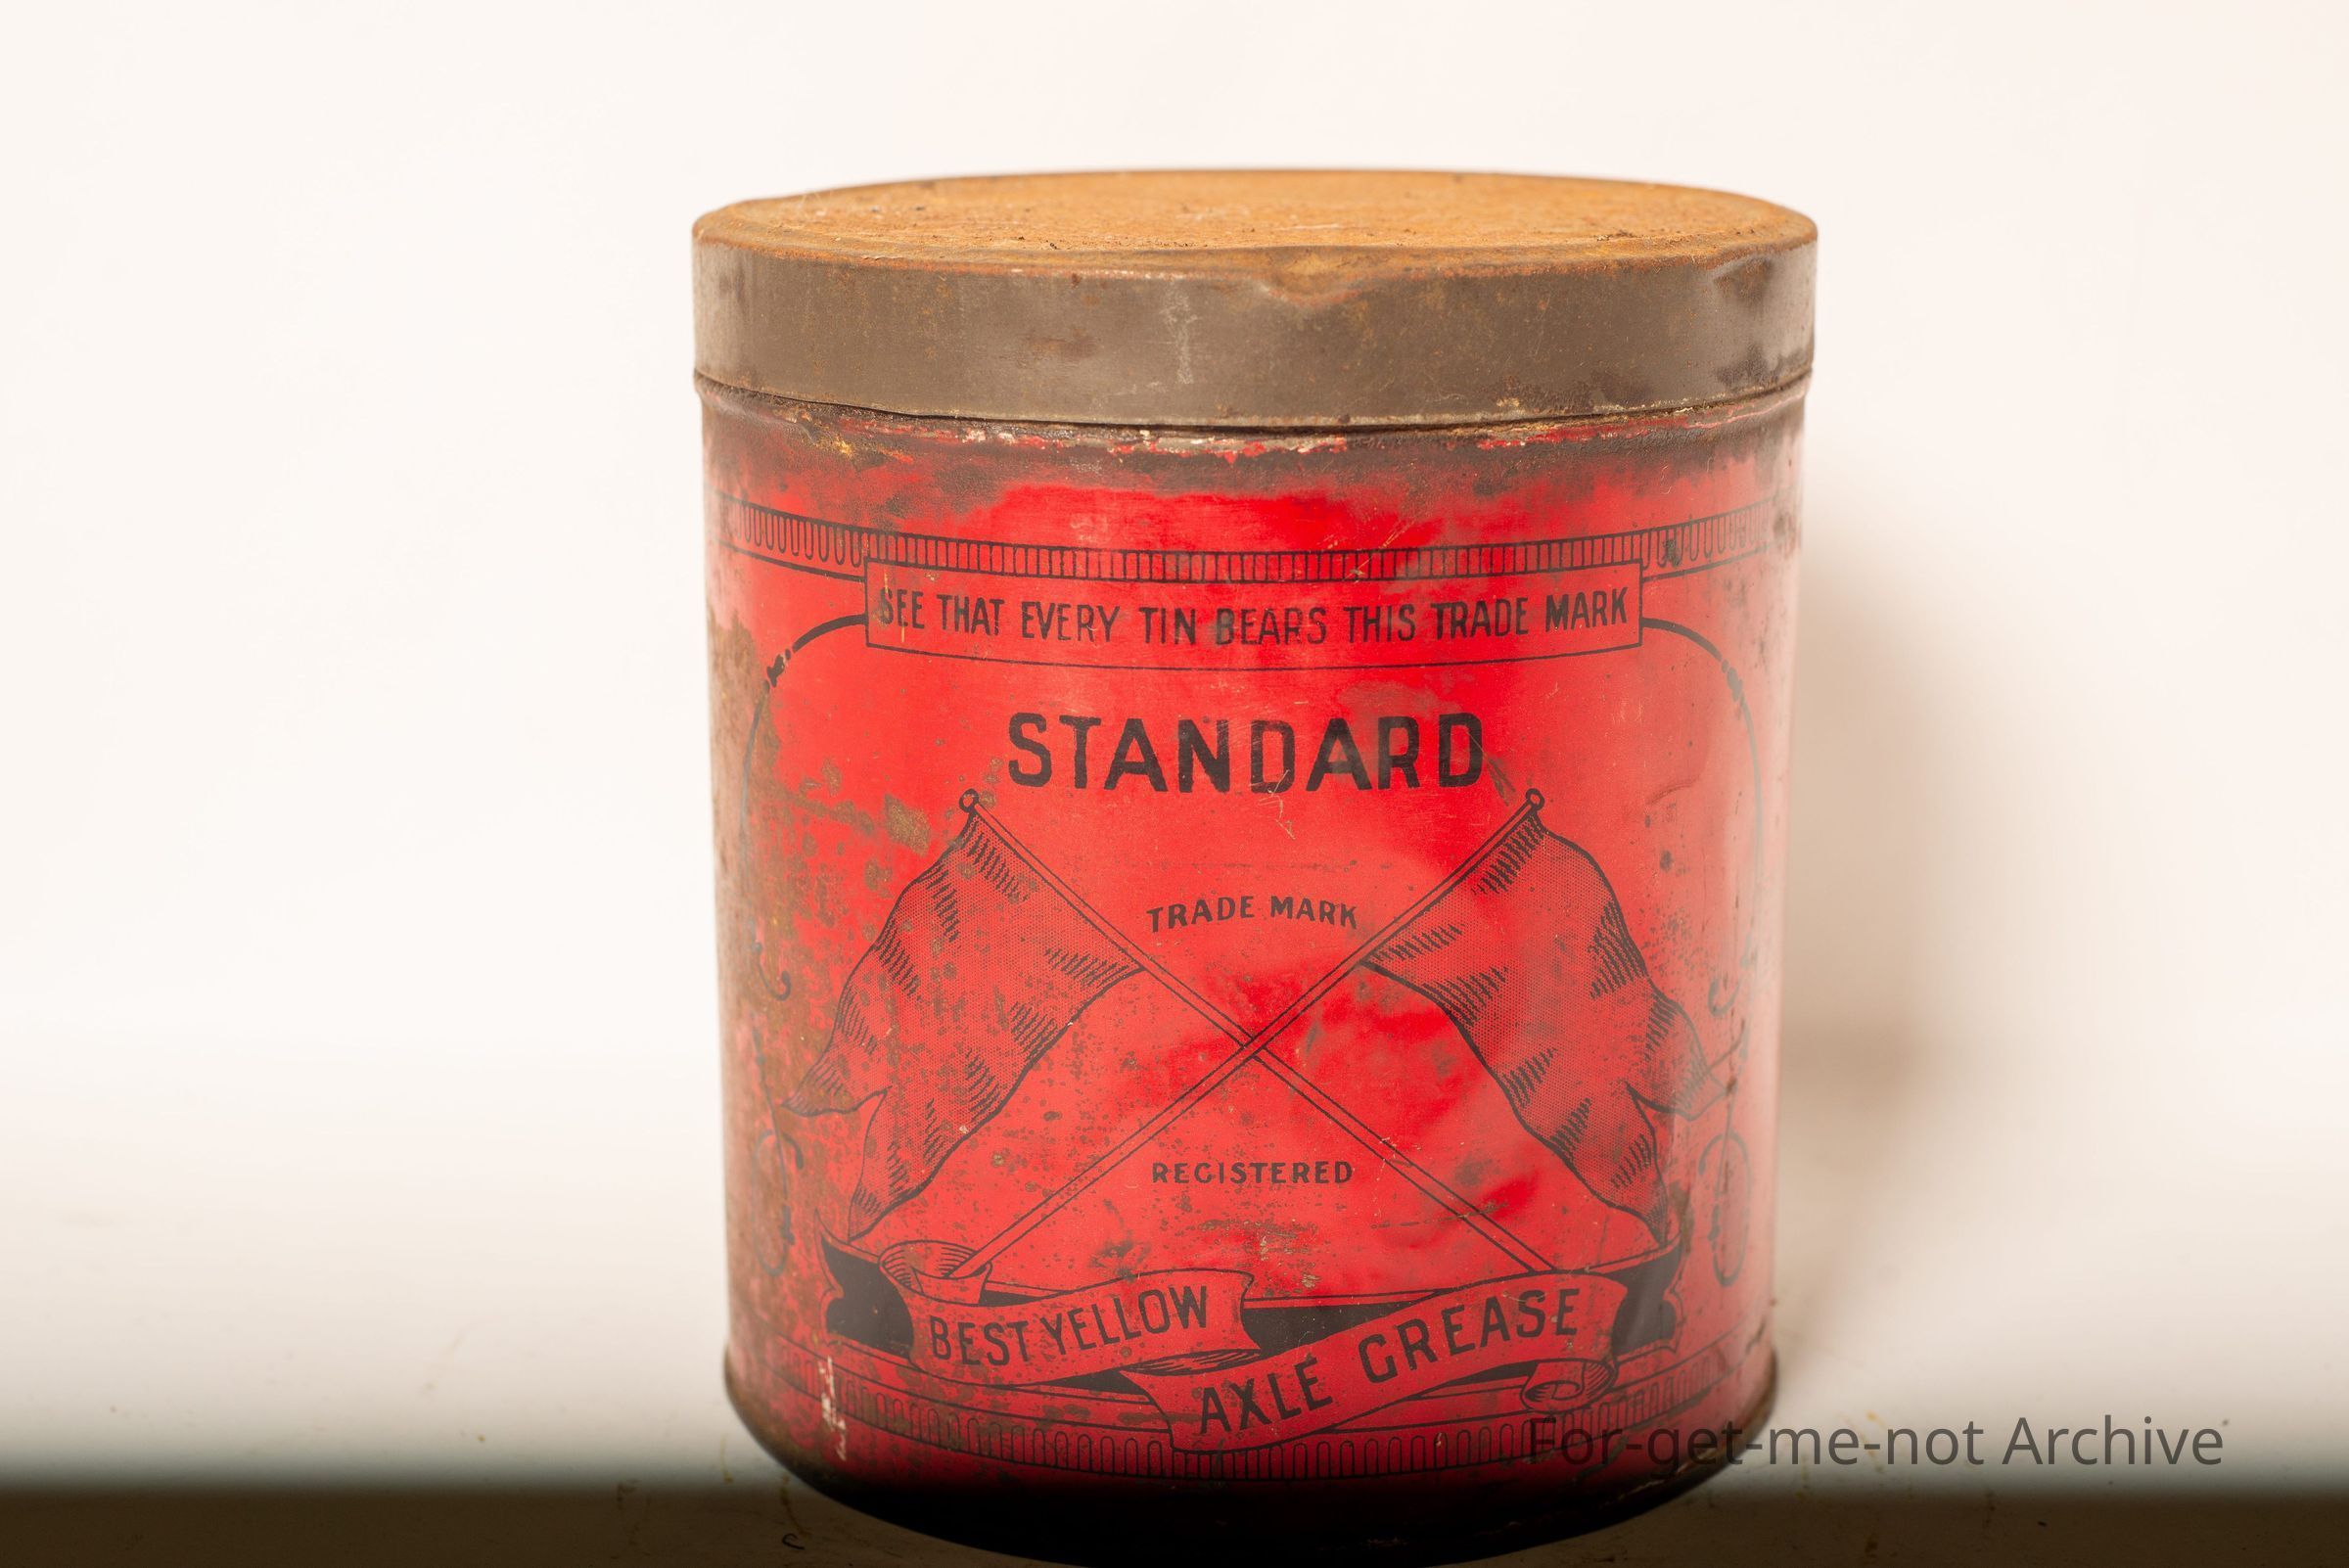 SEE THAT EVERY TIN BEARS THIS TRADE MARK
STANDARD
TRADE MARK
REGISTERED
BEST YELLOW
AXLE GREASE
For-get-me-not Archive